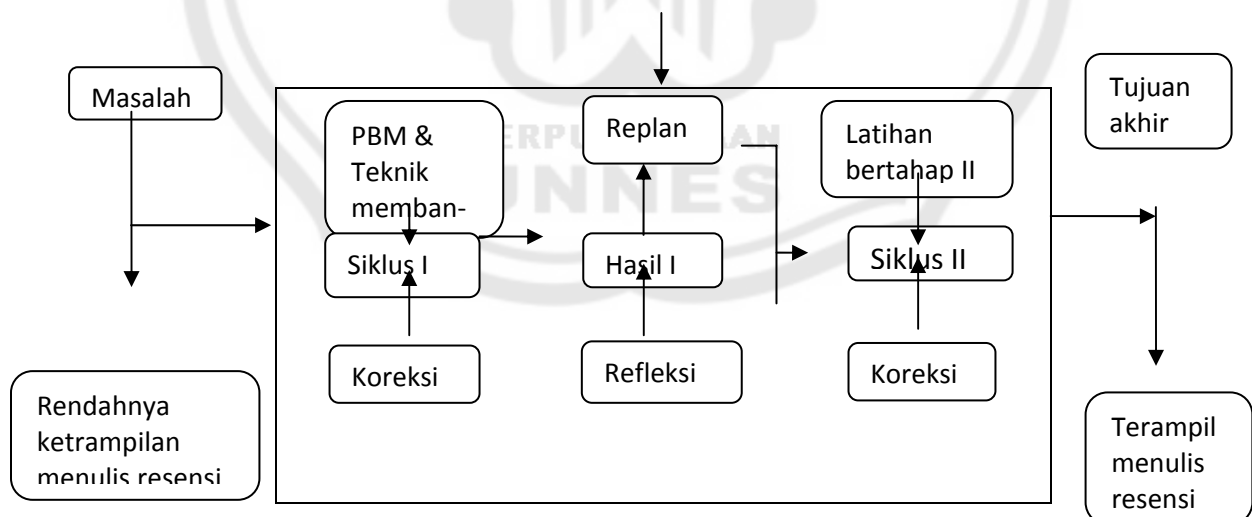 Masalah
PBM &
Teknik
memban-
Replan
Latihan
bertahap II
Tujuan
akhir
UNNES
Siklus I
Hasil I
Siklus II
Koreksi
Refleksi
Koreksi
Rendahnya
ketrampilan
menulis resensi
Terampil
menulis
resensi